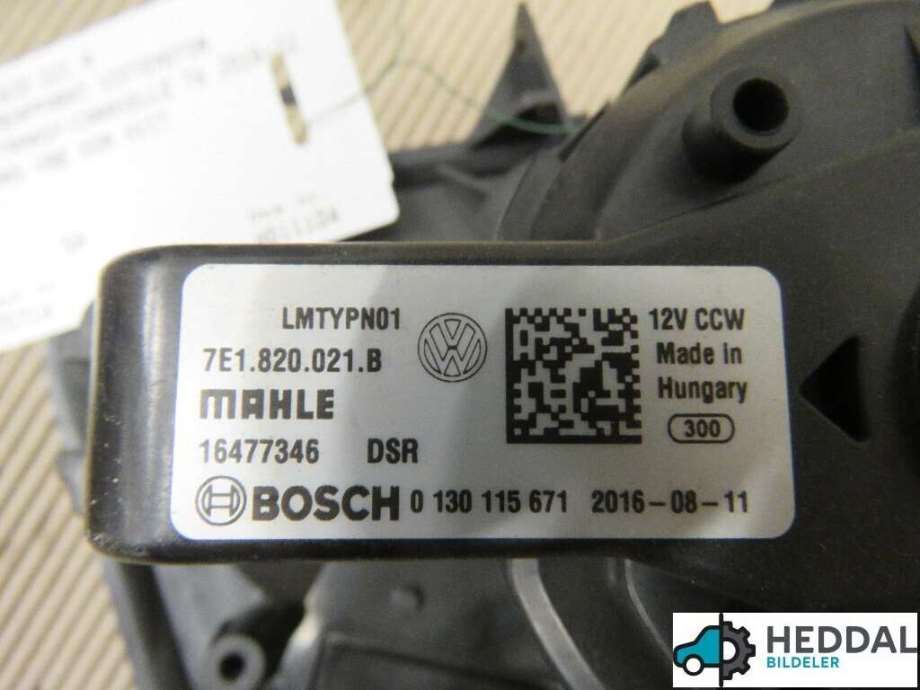 LMTYPN01
7E1.820.021.B
MAHLE
16477346 DSR
BOSCH 0 130 115 671 2016-08-11
12V CCW
Made in
Hungary
300
HEDDAL
BILDELER